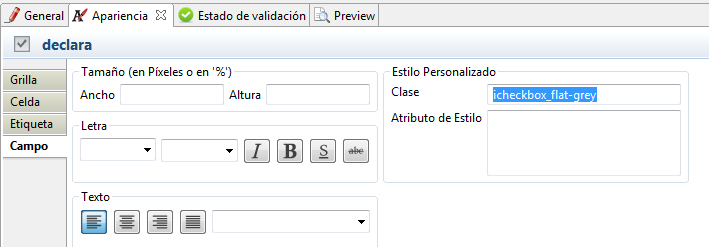 General Apariencia Estado de validación Preview
declara
Grilla
Celda
Etiqueta
Campo
Tamaño (en Píxeles o en '%')
Ancho Altura
Letra
I B S abc
Texto
Estilo Personalizado
Clase icheckbox_flat-grey
Atributo de Estilo